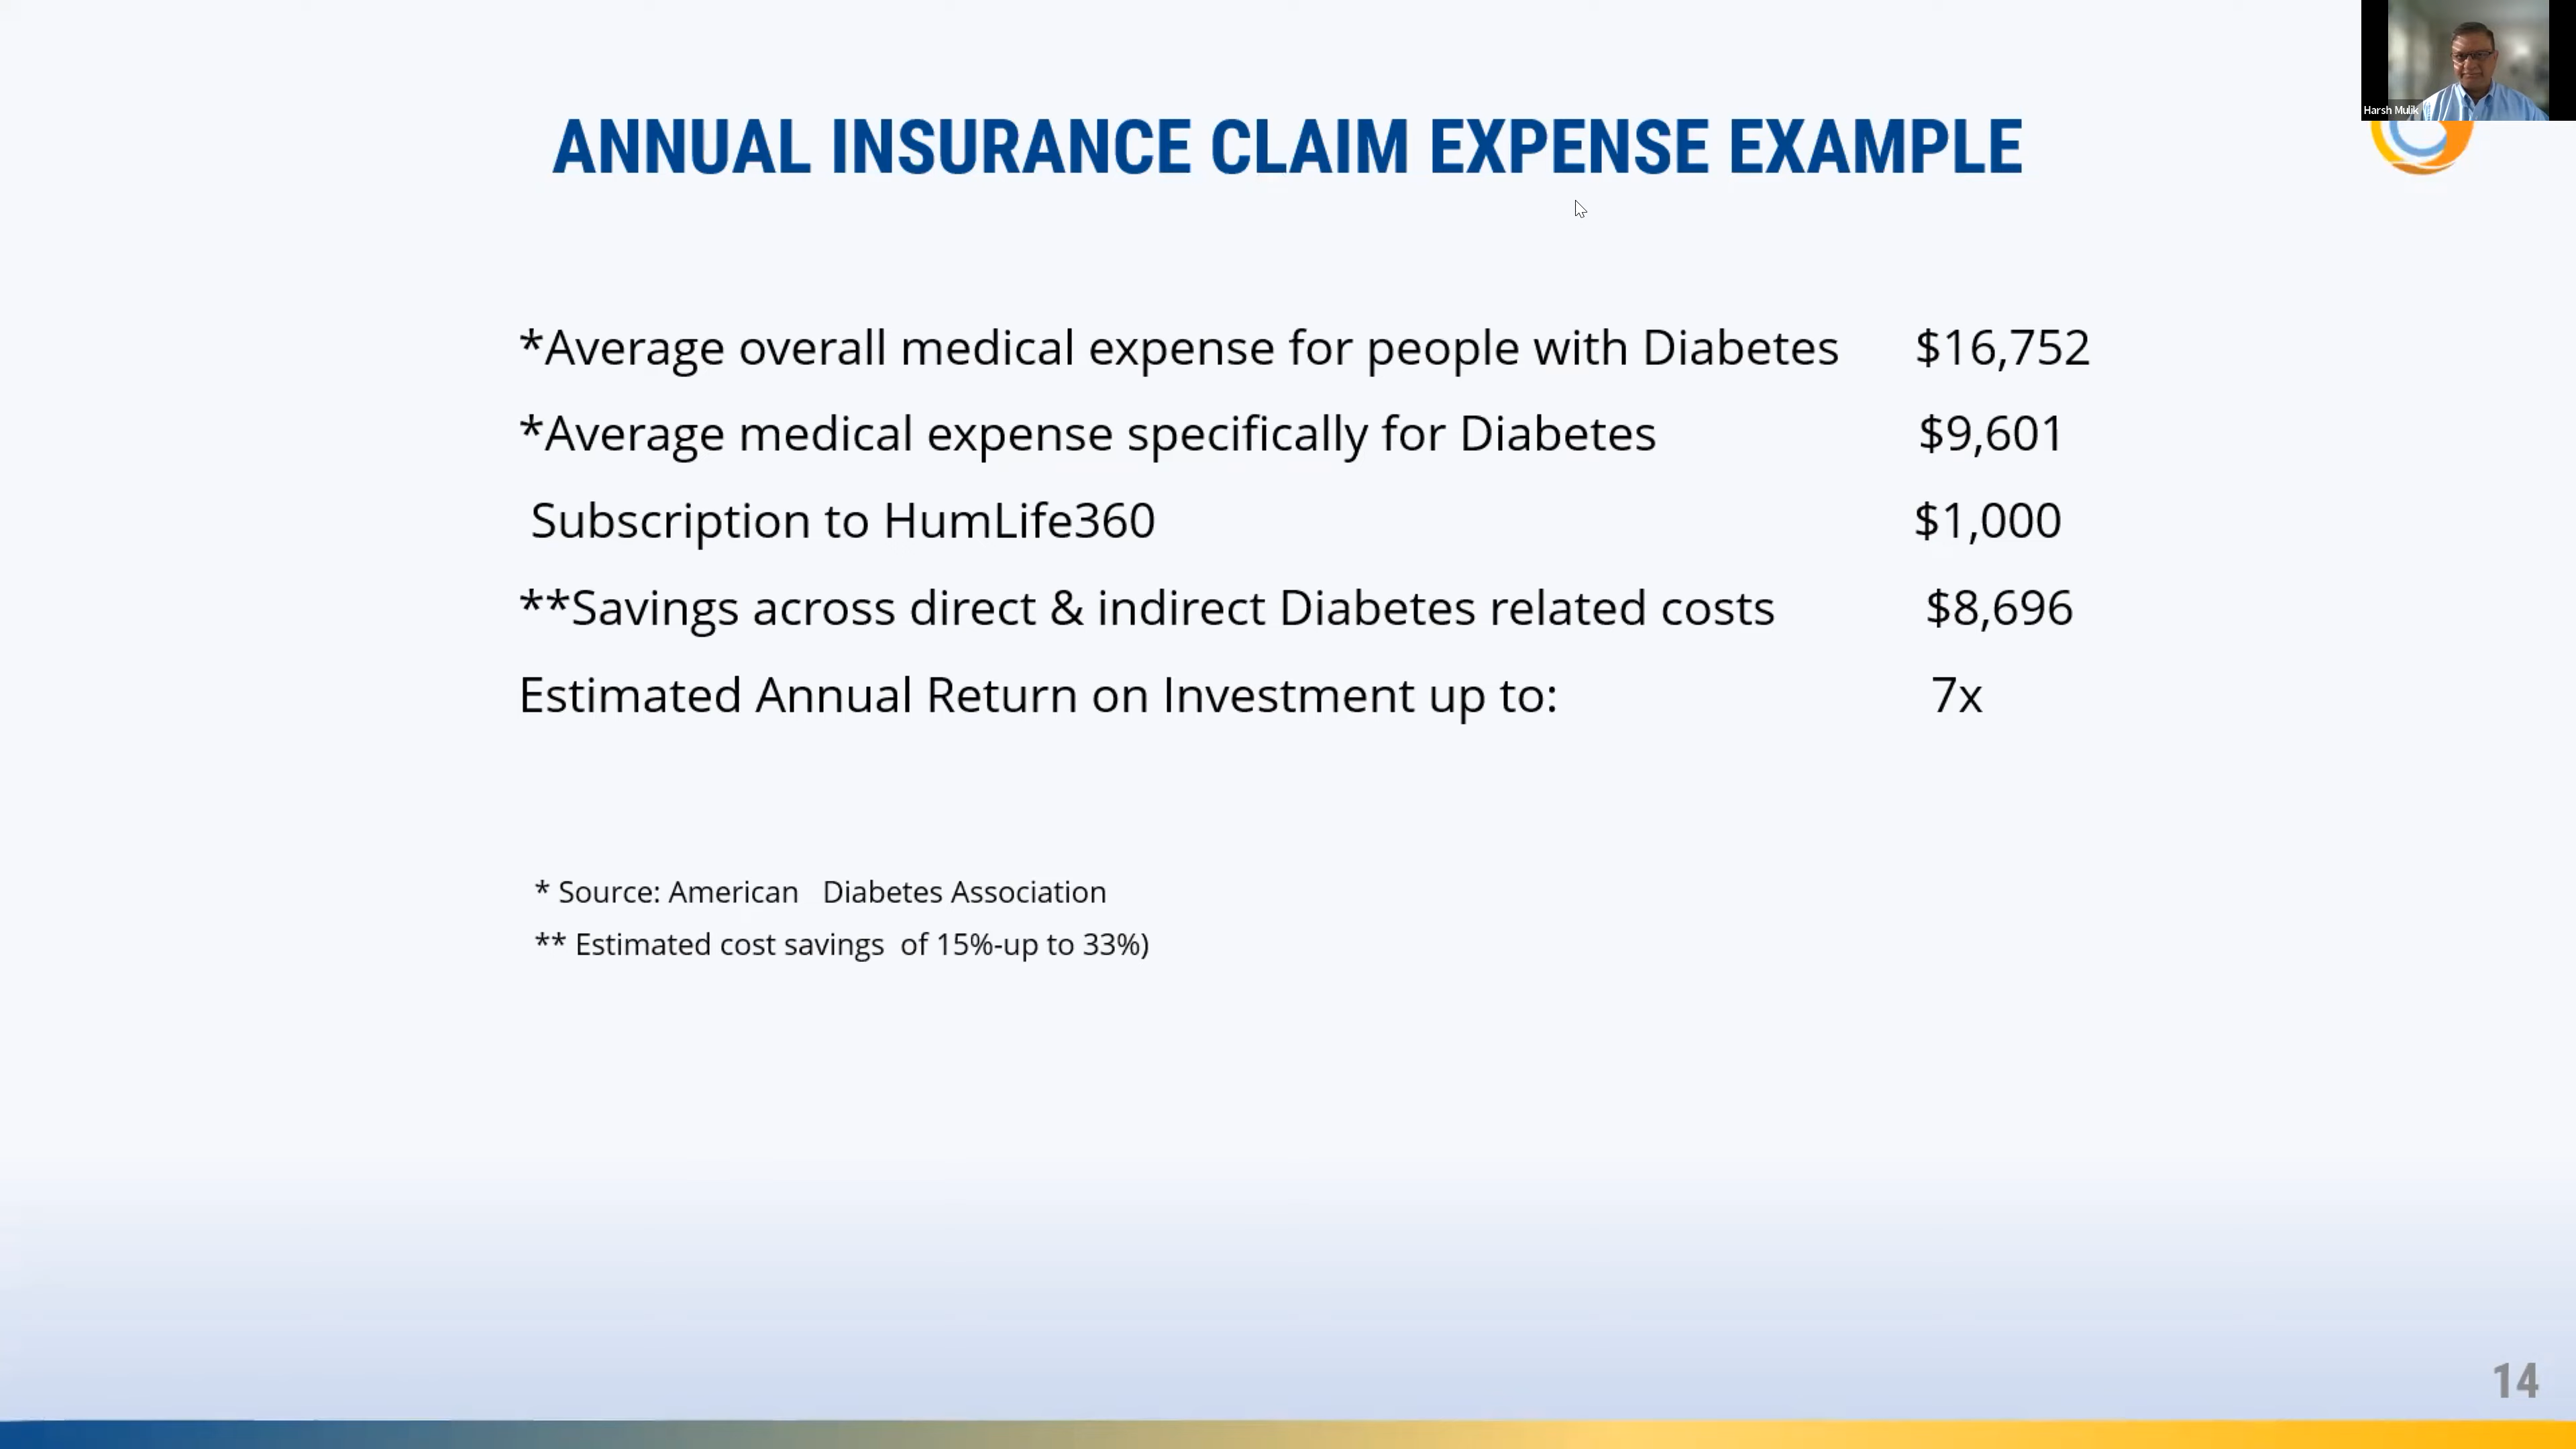 Harsh Mulik
ANNUAL INSURANCE CLAIM EXPENSE EXAMPLE
*Average overall medical expense for people with Diabetes $16,752
*Average medical expense specifically for Diabetes $9,601
Subscription to HumLife360 $1,000
**Savings across direct & indirect Diabetes related costs $8,696
Estimated Annual Return on Investment up to: 7x
* Source: American Diabetes Association
** Estimated cost savings of 15%-up to 33%)
14